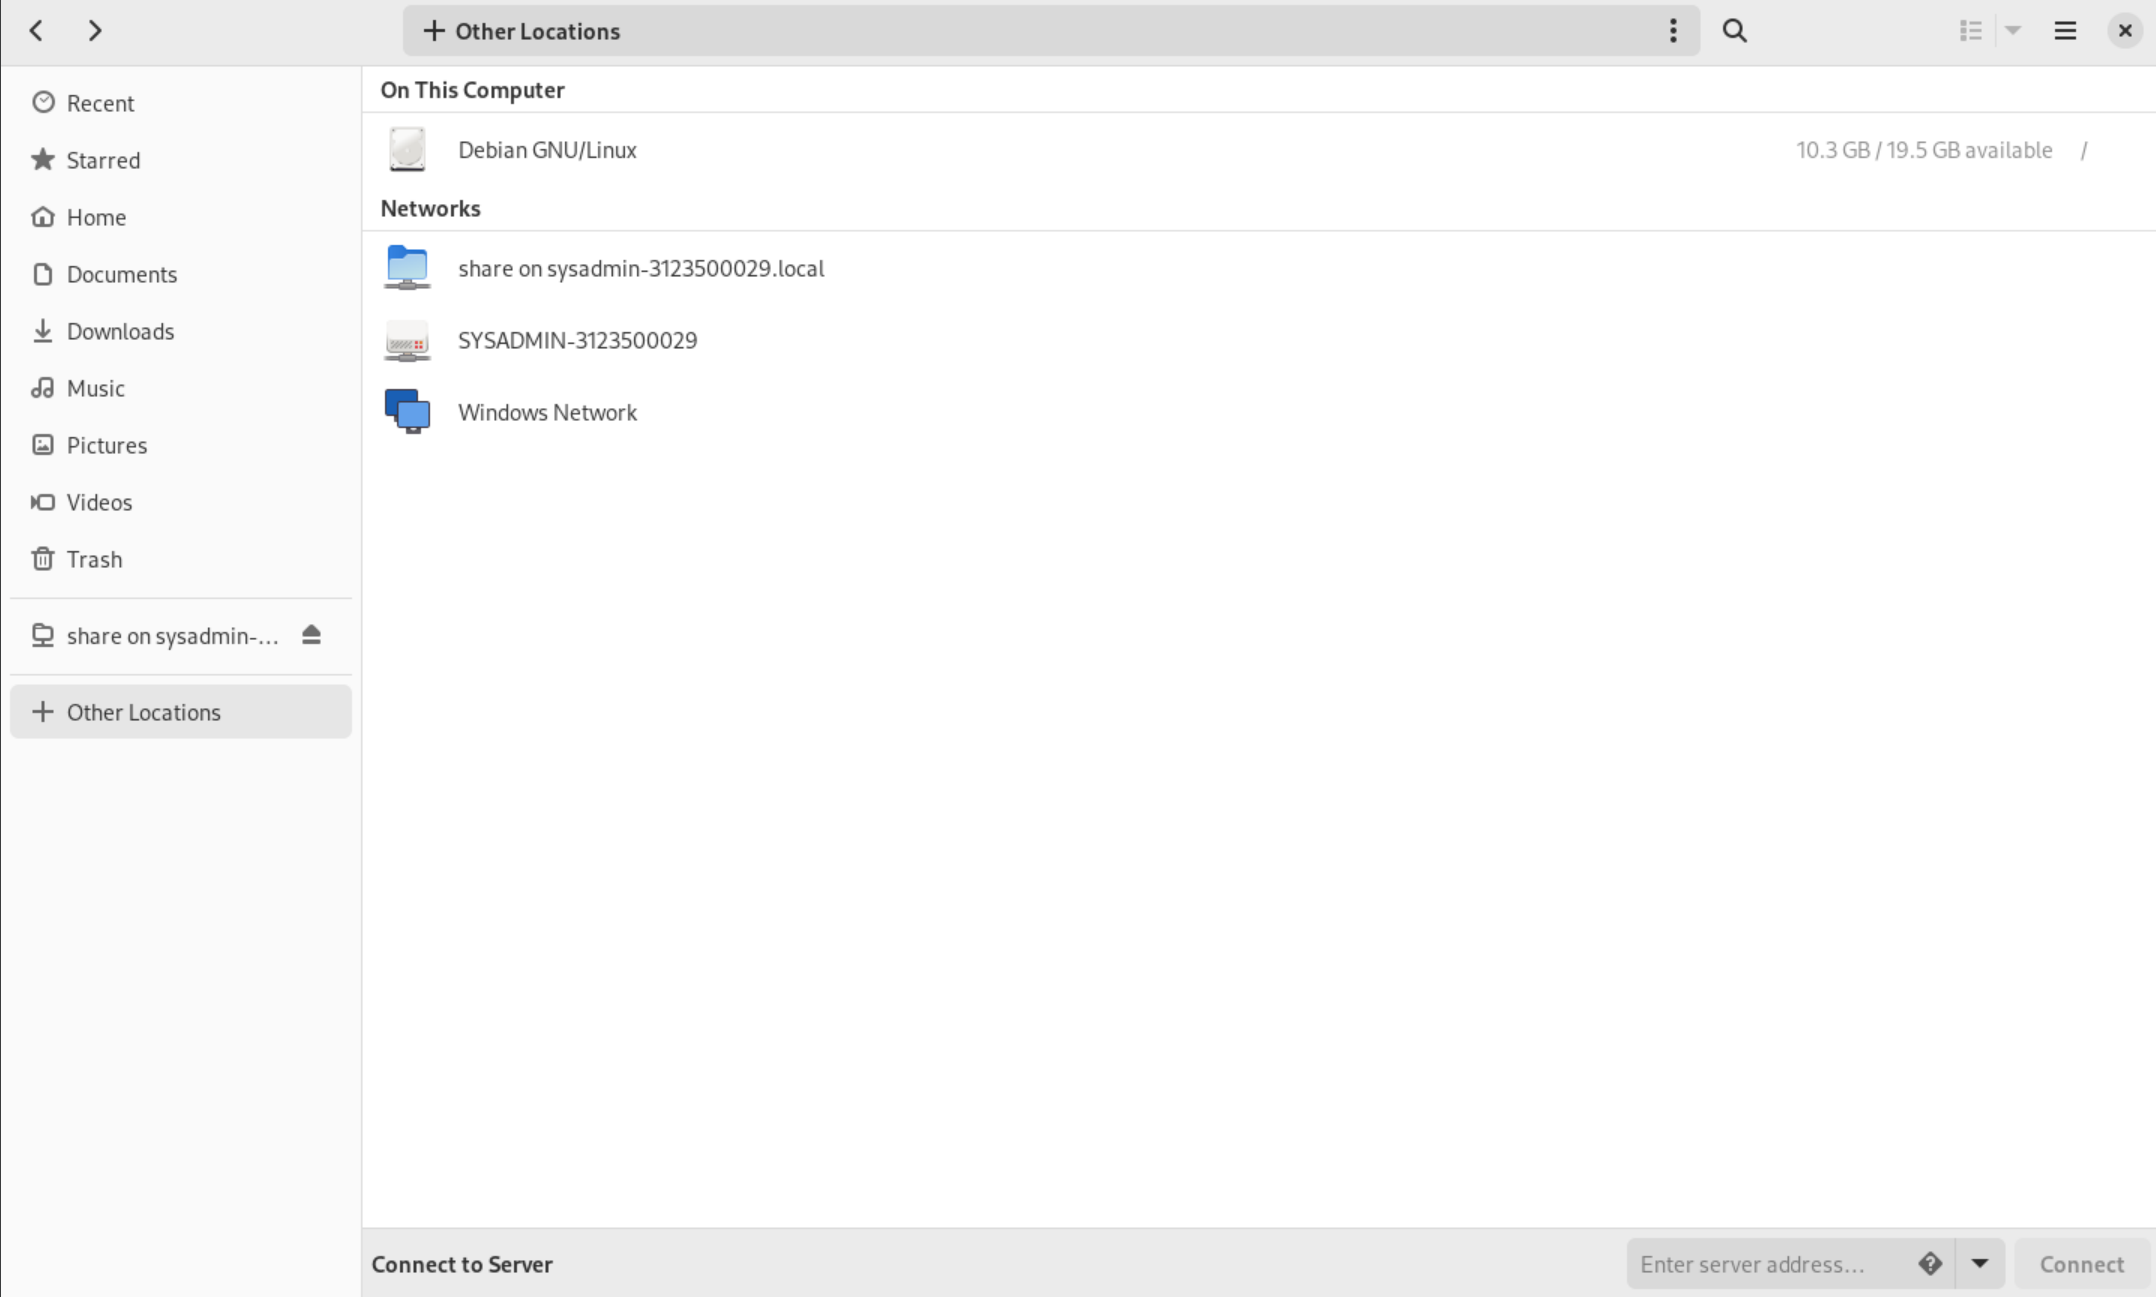 Other Locations
Recent
Starred
Home
Documents
Downloads
Music
Pictures
Videos
Trash
share on sysadmin-...
Other Locations
On This Computer
Debian GNU/Linux 10.3 GB / 19.5 GB available /
Networks
share on sysadmin-3123500029.local
SYSADMIN-3123500029
Windows Network
Connect to Server Enter server address... Connect